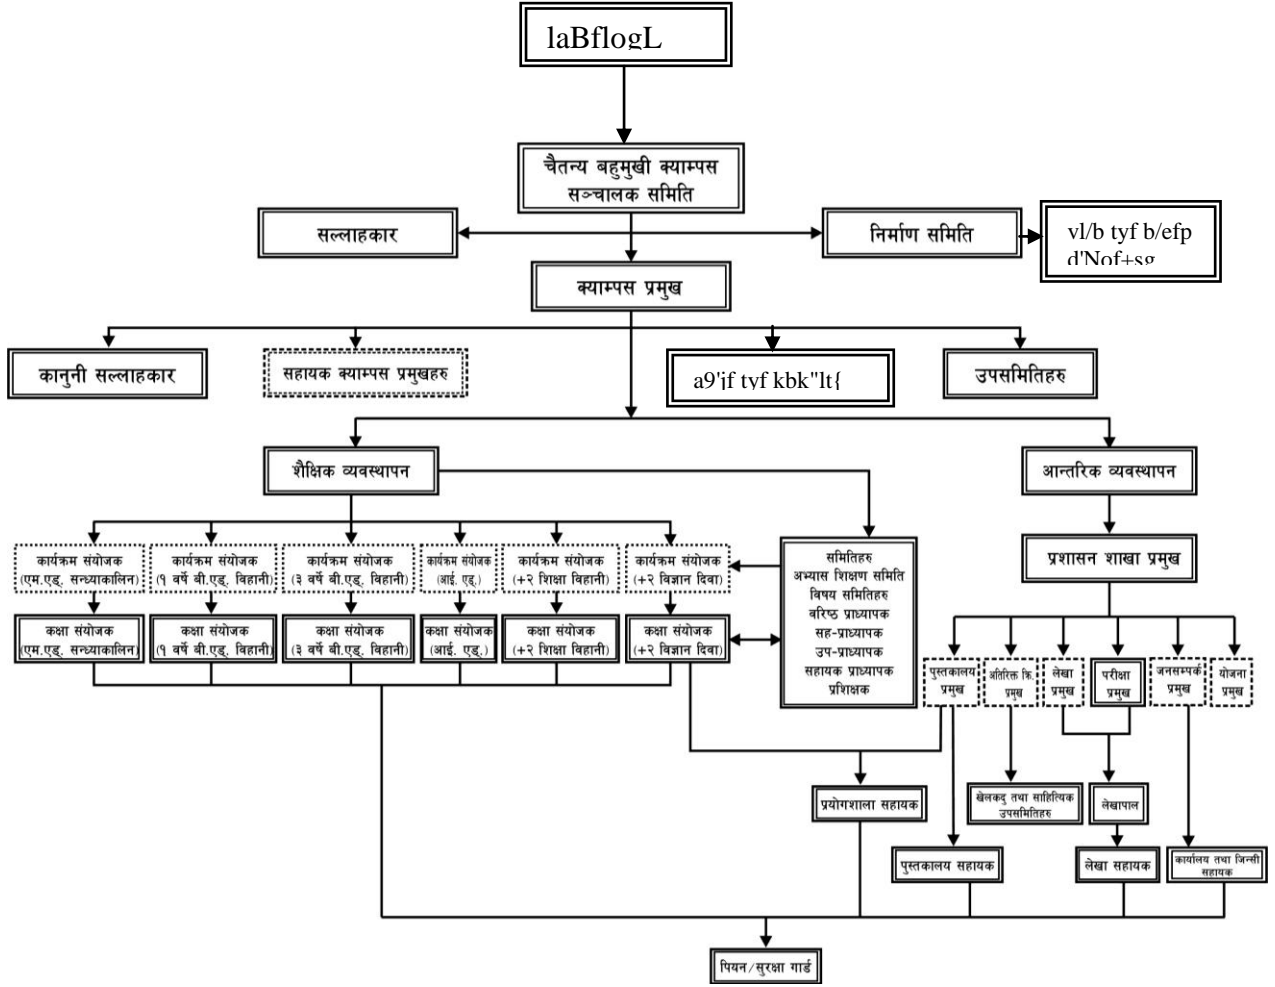 laBflogL
चैतन्य बहुमुखी क्याम्पस
सञ्चालक समिति
सल्लाहकार
निर्माण समिति
vl/b tyf b/efp
d'Nof+sg
क्याम्पस प्रमुख
कानुनी सल्लाहकार
सहायक क्याम्पस प्रमुखहरु
a9'jf tyf kbk"lt{
उपसमितिहरु
शैक्षिक व्यवस्थापन
आन्तरिक व्यवस्थापन
कार्यक्रम संयोजक
(एम.एड्. सन्ध्याकालिन)
कार्यक्रम संयोजक
(१ वर्षे बी.एड्. विहानी)
कार्यक्रम संयोजक
(३ वर्षे बी.एड्. विहानी)
कार्यक्रम संयोजक
(आई. एड्.)
कार्यक्रम संयोजक
(+२ शिक्षा विहानी)
कार्यक्रम संयोजक
(+२ विज्ञान दिवा)
समितिहरु
अभ्यास शिक्षण समिति
विषय समितिहरु
वरिष्ठ प्राध्यापक
सह-प्राध्यापक
उप-प्राध्यापक
सहायक प्राध्यापक
प्रशिक्षक
प्रशासन शाखा प्रमुख
कक्षा संयोजक
(एम.एड्. सन्ध्याकालिन)
कक्षा संयोजक
(१ वर्षे बी.एड्. विहानी)
कक्षा संयोजक
(३ वर्षे बी.एड्. विहानी)
कक्षा संयोजक
(आई. एड्.)
कक्षा संयोजक
(+२ शिक्षा विहानी)
कक्षा संयोजक
(+२ विज्ञान दिवा)
पुस्तकालय
प्रमुख
अतिरिक्त क्रि.
प्रमुख
लेखा
प्रमुख
परीक्षा
प्रमुख
जनसम्पर्क
प्रमुख
योजना
प्रमुख
प्रयोगशाला सहायक
खेलकदु तथा साहित्यिक
उपसमितिहरु
लेखापाल
पुस्तकालय सहायक
लेखा सहायक
कार्यालय तथा जिन्सी
सहायक
पियन/सुरक्षा गार्ड